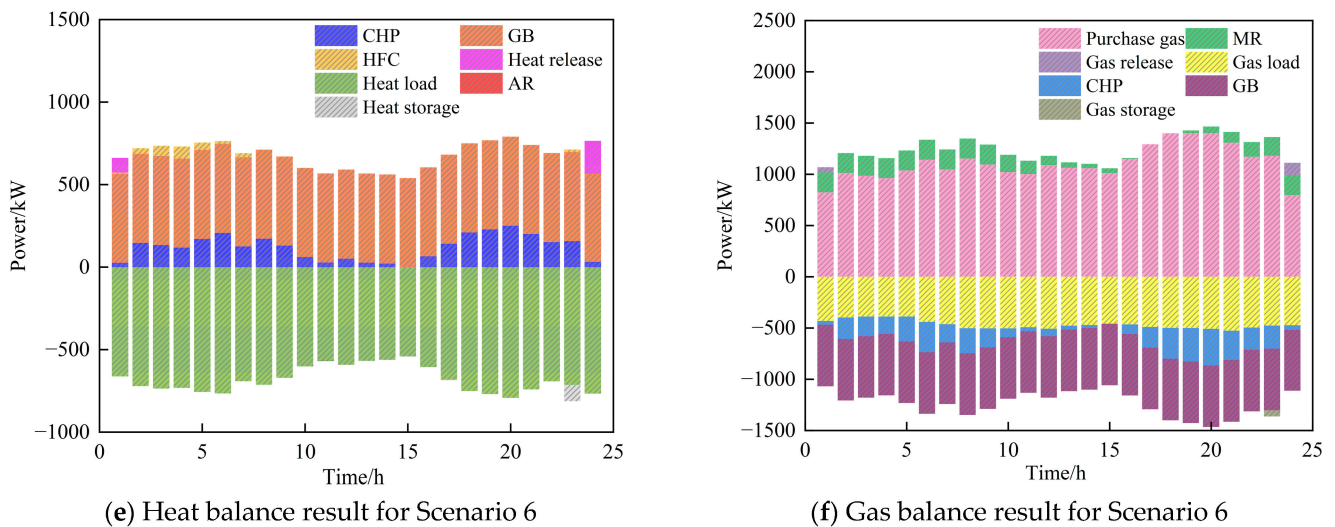 1500
1000
500
0
−500
−1000
Power/kW
CHP
GB
HFC
Heat release
Heat load
AR
Heat storage
0
5
10
15
20
25
Time/h
(e) Heat balance result for Scenario 6
2500
2000
1500
1000
500
0
−500
−1000
−1500
Power/kW
Purchase gas
MR
Gas release
Gas load
CHP
GB
Gas storage
0
5
10
15
20
25
Time/h
(f) Gas balance result for Scenario 6